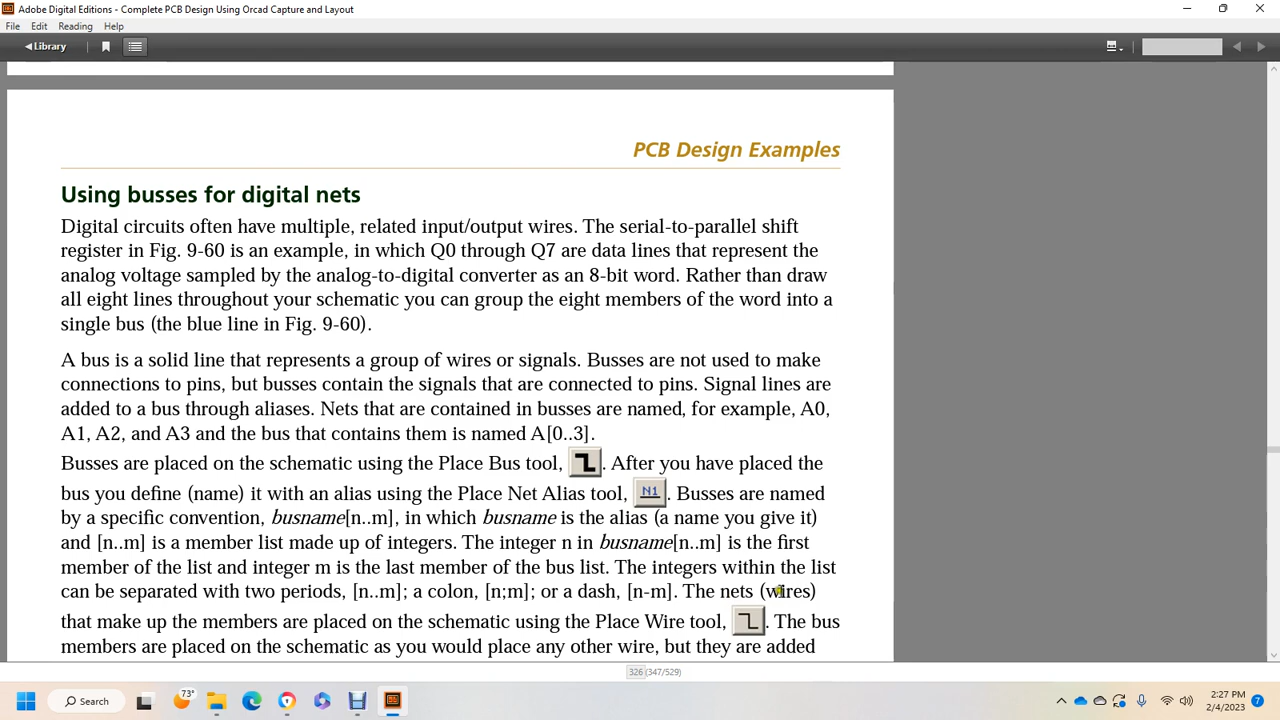 Adobe Digital Editions - Complete PCB Design Using Orcad Capture and Layout
File Edit Reading Help
Library
PCB Design Examples
Using busses for digital nets
Digital circuits often have multiple, related input/output wires. The serial-to-parallel shift
register in Fig. 9-60 is an example, in which Q0 through Q7 are data lines that represent the
analog voltage sampled by the analog-to-digital converter as an 8-bit word. Rather than draw
all eight lines throughout your schematic you can group the eight members of the word into a
single bus (the blue line in Fig. 9-60).
A bus is a solid line that represents a group of wires or signals. Busses are not used to make
connections to pins, but busses contain the signals that are connected to pins. Signal lines are
added to a bus through aliases. Nets that are contained in busses are named, for example, A0,
A1, A2, and A3 and the bus that contains them is named A[0..3].
Busses are placed on the schematic using the Place Bus tool, . After you have placed the
bus you define (name) it with an alias using the Place Net Alias tool, N1 . Busses are named
by a specific convention, busname[n..m], in which busname is the alias (a name you give it)
and [n..m] is a member list made up of integers. The integer n in busname[n..m] is the first
member of the list and integer m is the last member of the bus list. The integers within the list
can be separated with two periods, [n..m]; a colon, [n;m]; or a dash, [n-m]. The nets (wires)
that make up the members are placed on the schematic using the Place Wire tool, . The bus
members are placed on the schematic as you would place any other wire, but they are added
326 (347/529)
73°
Search
2:27 PM
2/4/2023
7